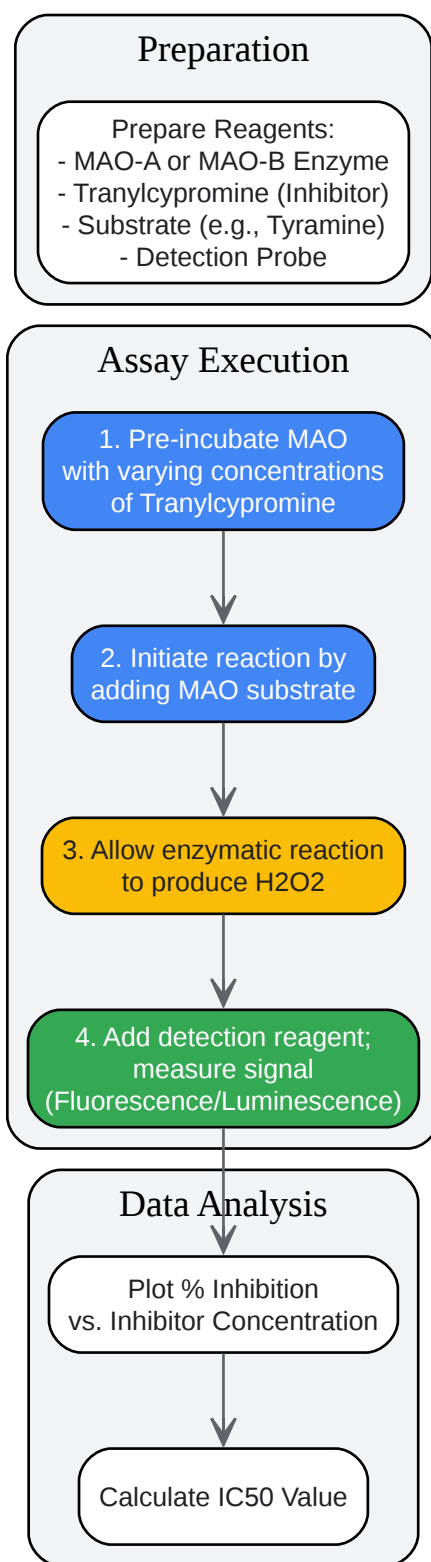 Preparation
Prepare Reagents:
- MAO-A or MAO-B Enzyme
- Tranylcypromine (Inhibitor)
- Substrate (e.g., Tyramine)
- Detection Probe
Assay Execution
1. Pre-incubate MAO
with varying concentrations
of Tranylcypromine
2. Initiate reaction by
adding MAO substrate
3. Allow enzymatic reaction
to produce H2O2
4. Add detection reagent;
measure signal
(Fluorescence/Luminescence)
Data Analysis
Plot % Inhibition
vs. Inhibitor Concentration
Calculate IC50 Value